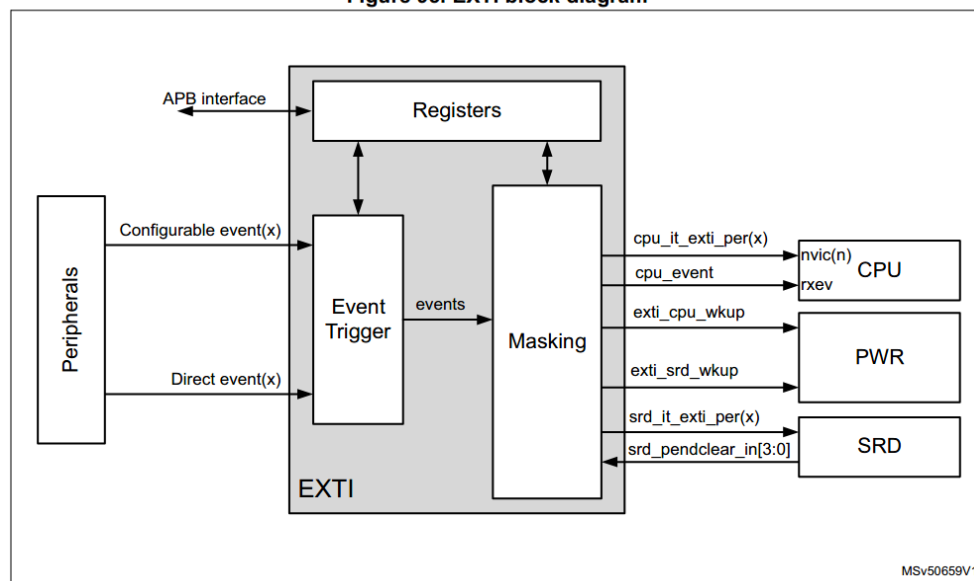 APB interface
Registers
Peripherals
Configurable event(x)
Direct event(x)
Event
Trigger
events
Masking
EXTI
cpu_it_exti_per(x)
nvic(n)
CPU
cpu_event
rxev
exti_cpu_wkup
PWR
exti_srd_wkup
srd_it_exti_per(x)
SRD
srd_pendclear_in[3:0]
MSv50659V1